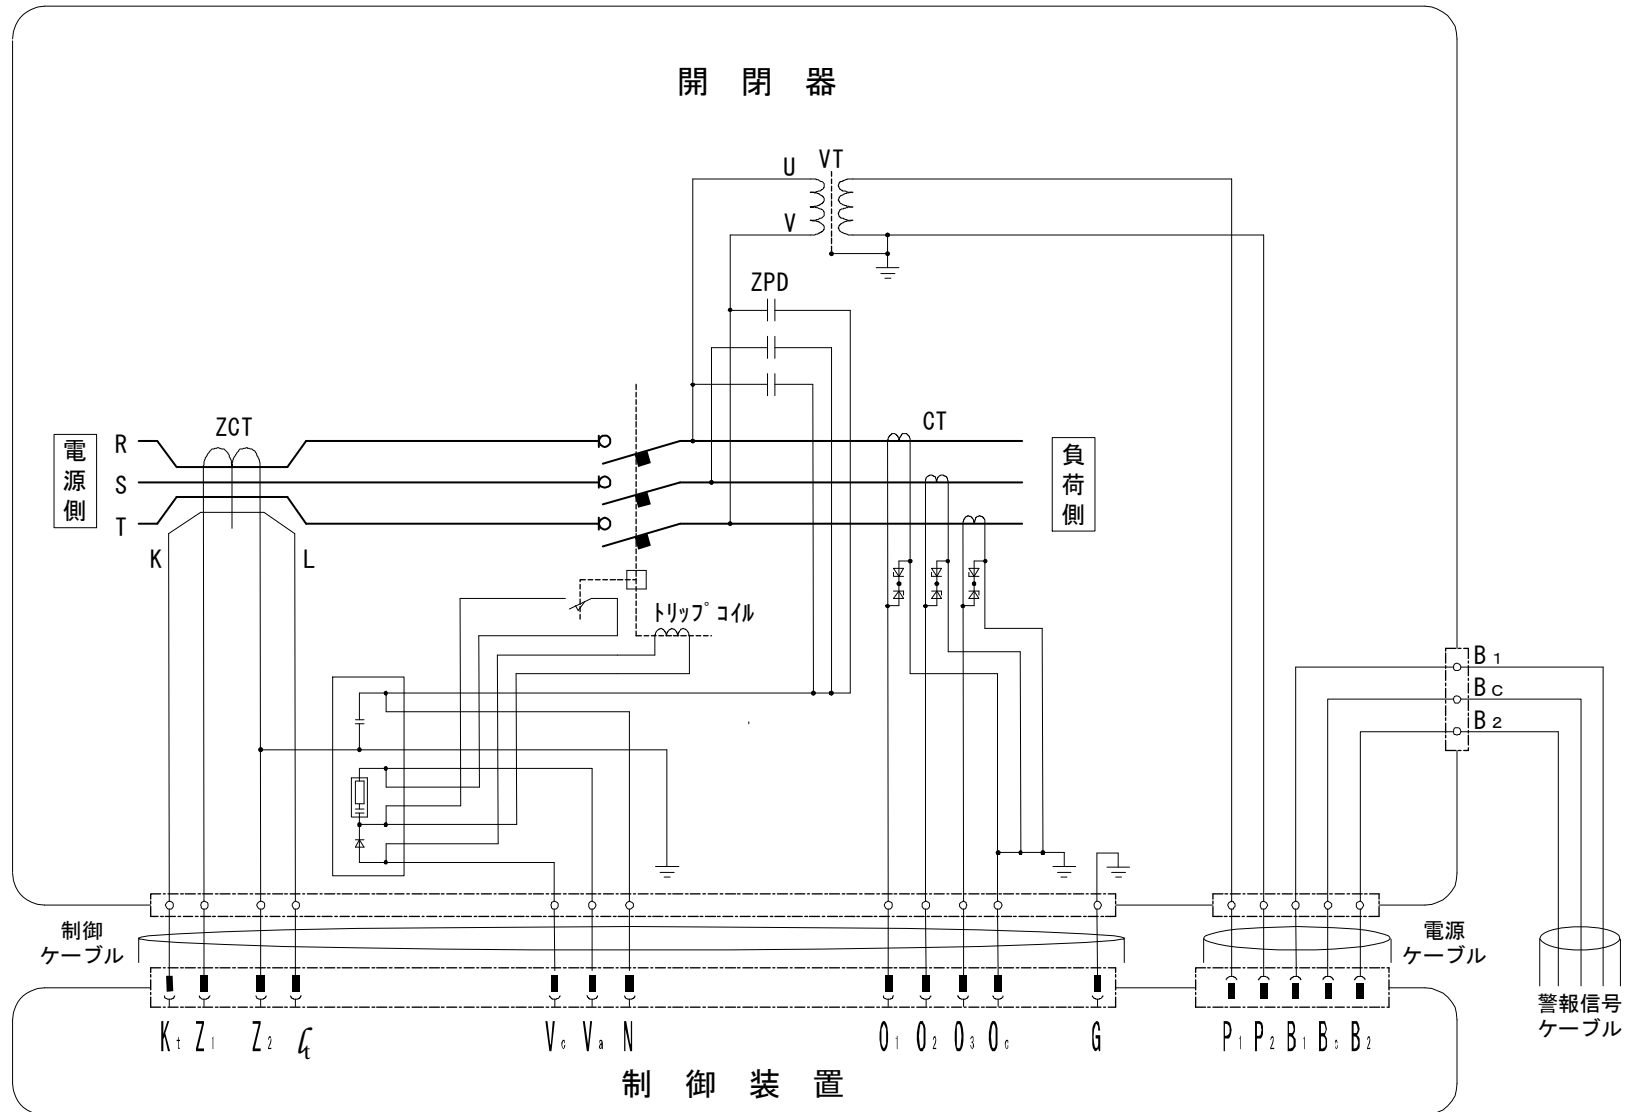 開閉器
U
VT
V
ZPD
ZCT
CT
電源側
R
S
T
負荷側
K
L
トリップコイル
B1
BC
B2
制御
ケーブル
電源
ケーブル
警報信号
ケーブル
Kt Z1 Z2 ℓt Vc Va N O1 O2 O3 Oc G P1 P2 B1 Bc B2
制御装置